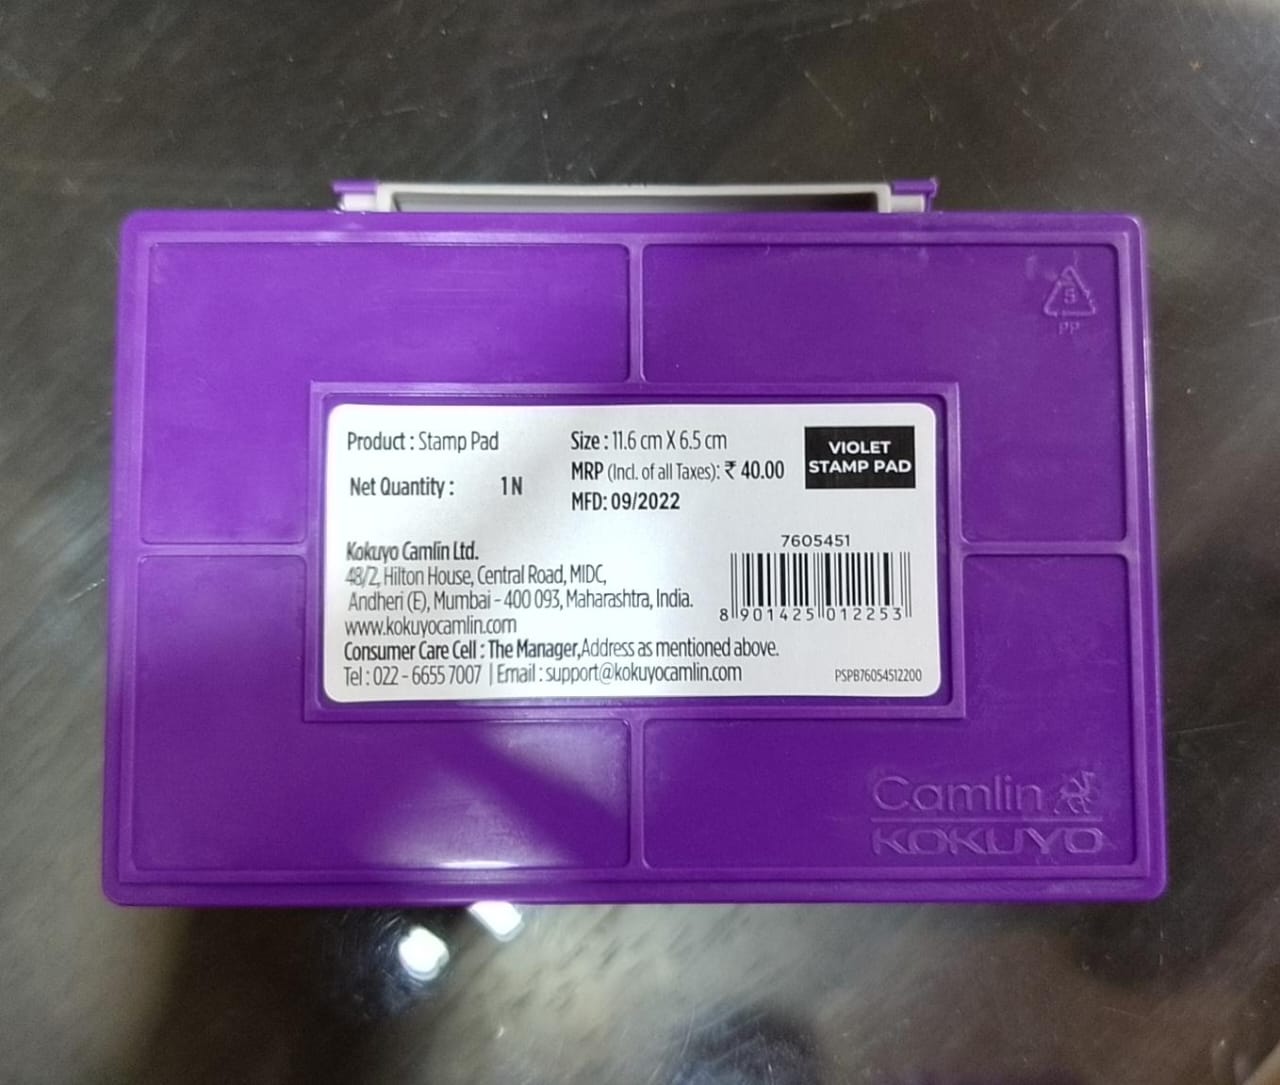 5
PP
Product : Stamp Pad
Net Quantity : 1 N
Size : 11.6 cm X 6.5 cm
MRP (Incl. of all Taxes): ₹ 40.00
MFD: 09/2022
VIOLET
STAMP PAD
Kokuyo Camlin Ltd.
48/2, Hilton House, Central Road, MIDC,
Andheri (E), Mumbai - 400 093, Maharashtra, India.
www.kokuyocamlin.com
Consumer Care Cell : The Manager,Address as mentioned above.
Tel : 022 - 6655 7007 | Email : support@kokuyocamlin.com
7605451
8 901425 012253
PSPB76054512200
Camlin
KOKUYO